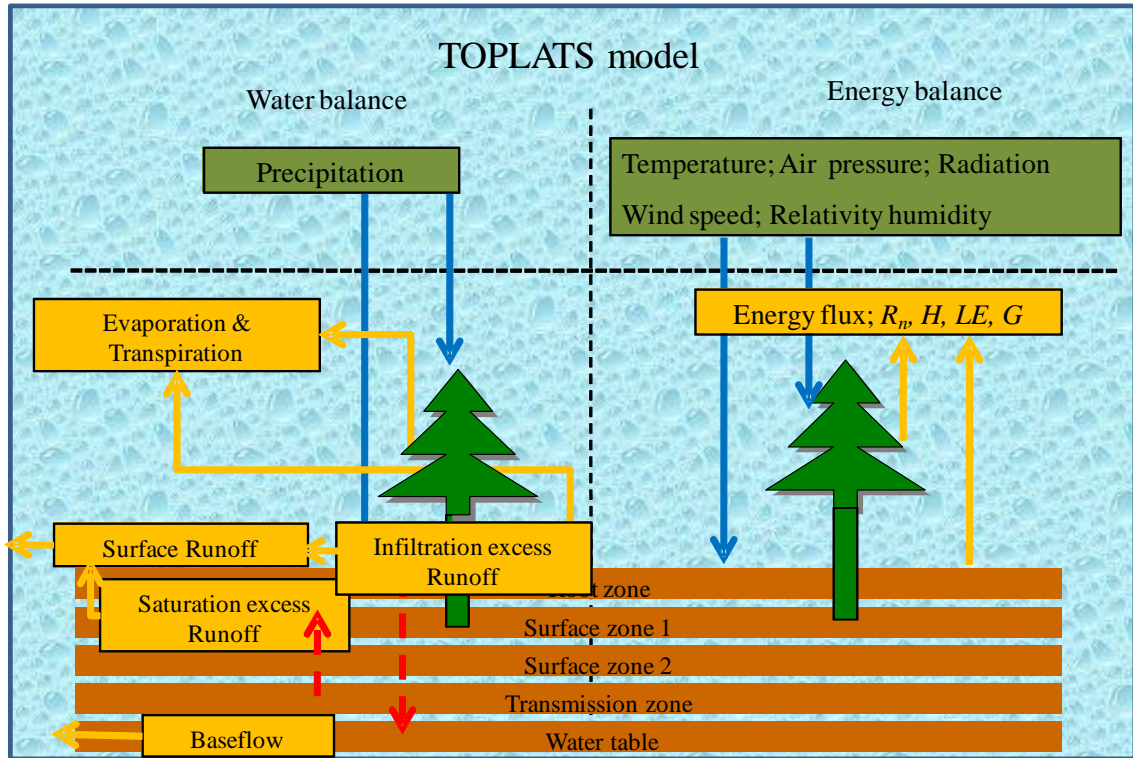 TOPLATS model
Water balance
Energy balance
Precipitation
Temperature; Air pressure; Radiation
Wind speed; Relativity humidity
Evaporation &
Transpiration
Energy flux; Rn, H, LE, G
Surface Runoff
Infiltration excess
Runoff
Saturation excess
Runoff
Root zone
Surface zone 1
Surface zone 2
Transmission zone
Water table
Baseflow